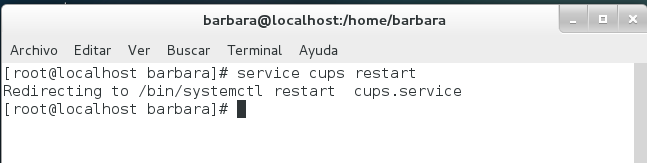 barbara@localhost:/home/barbara
Archivo Editar Ver Buscar Terminal Ayuda
[root@localhost barbara]# service cups restart
Redirecting to /bin/systemctl restart  cups.service
[root@localhost barbara]#